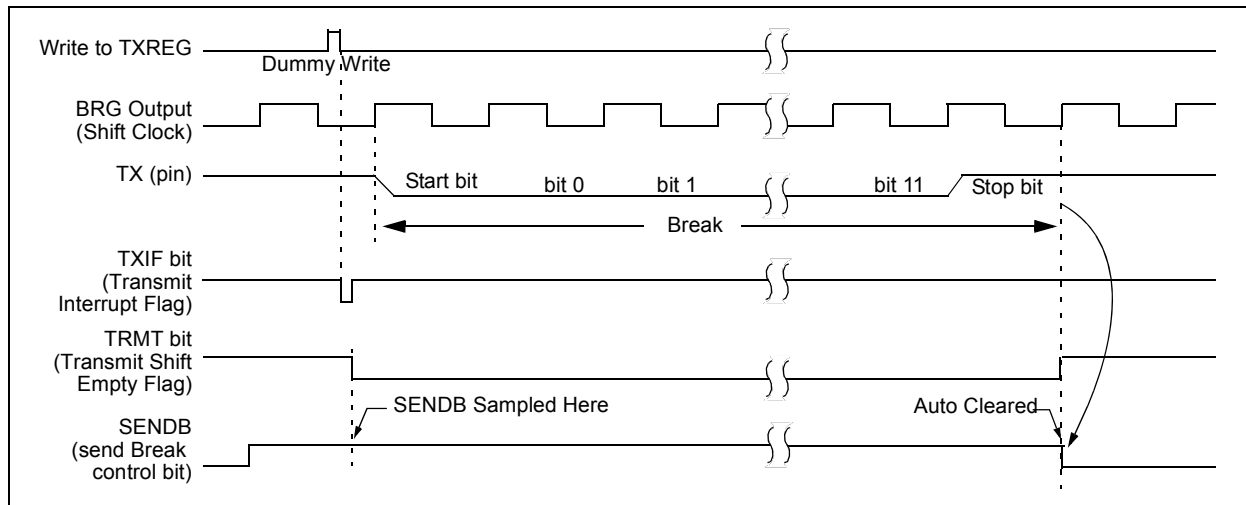 Write to TXREG
Dummy Write
BRG Output
(Shift Clock)
TX (pin)
Start bit
bit 0
bit 1
bit 11
Stop bit
Break
TXIF bit
(Transmit
Interrupt Flag)
TRMT bit
(Transmit Shift
Empty Flag)
SENDB Sampled Here
Auto Cleared
SENDB
(send Break
control bit)